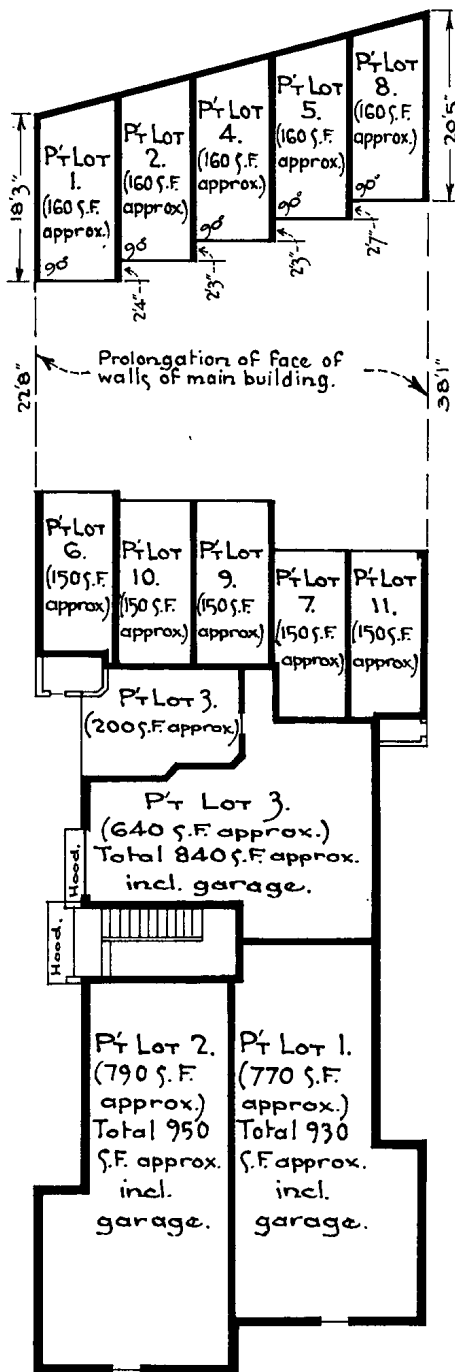 P'T LOT
8.
(160 S.F.
approx.)
90°
20'5"
P'T LOT
5.
(160 S.F.
approx.)
90°
2'7"
P'T LOT
4.
(160 S.F.
approx.)
90°
2'3"
P'T LOT
2.
(160 S.F.
approx.)
90°
2'3"
P'T LOT
1.
(160 S.F.
approx.)
90°
2'4"
18'3"
22'8"
Prolongation of face of
walls of main building.
38'1"
P'T LOT
6.
(150 S.F.
approx)
P'T LOT
10.
(150 S.F.
approx.)
P'T LOT
9.
(150 S.F.
approx.)
P'T LOT
7.
(150 S.F.
approx.)
P'T LOT
11.
(150 S.F.
approx.)
P'T LOT 3.
(200 S.F. approx.)
P'T LOT 3.
(640 S.F. approx.)
Total 840 S.F. approx.
incl. garage.
Hood.
Hood.
P'T LOT 2.
(790 S.F.
approx.)
Total 950
S.F. approx.
incl.
garage.
P'T LOT 1.
(770 S.F.
approx.)
Total 930
S.F. approx.
incl.
garage.